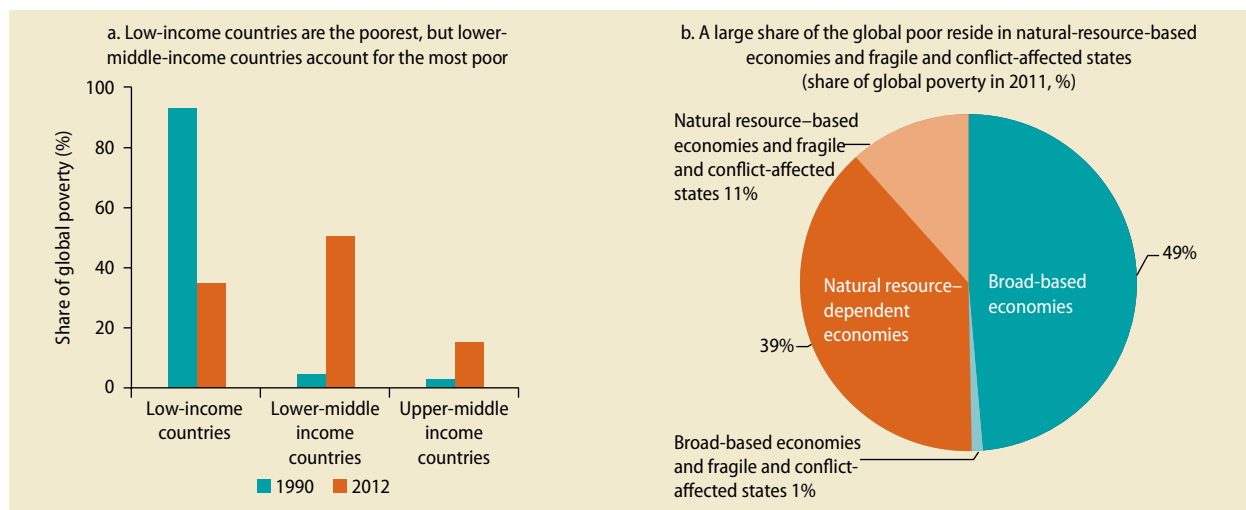 a. Low-income countries are the poorest, but lower-
middle-income countries account for the most poor
Share of global poverty (%)
100
80
60
40
20
0
Low-income
countries
Lower-middle
income
countries
Upper-middle
income
countries
1990
2012
b. A large share of the global poor reside in natural-resource-based
economies and fragile and conflict-affected states
(share of global poverty in 2011, %)
Natural resource–based
economies and fragile
and conflict-affected
states 11%
49%
Broad-based
economies
Natural resource–
dependent
economies
39%
Broad-based economies
and fragile and conflict-
affected states 1%